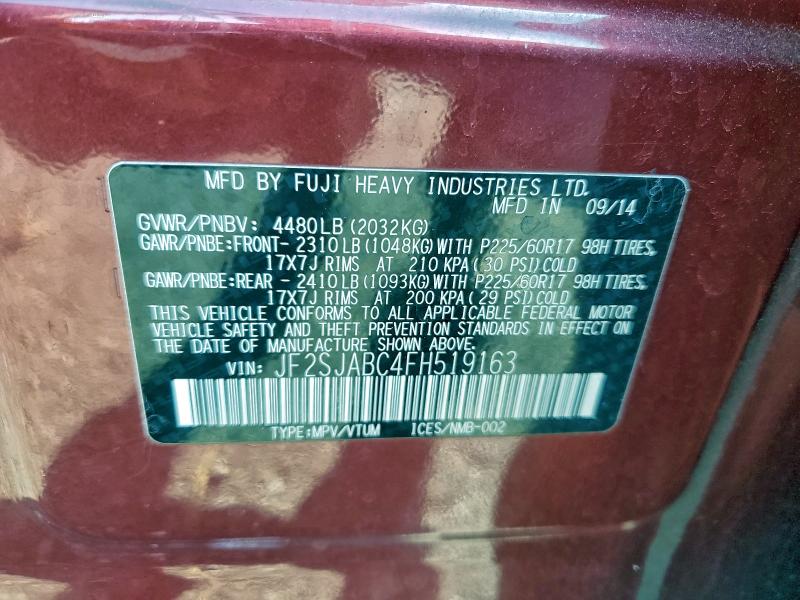 MFD BY FUJI HEAVY INDUSTRIES LTD.
MFD IN 09/14
GVWR/PNBV: 4480LB(2032KG)
GAWR/PNBE:FRONT- 2310LB(1048KG)WITH P225/60R17 98H TIRES,
17X7J RIMS AT 210 KPA(30 PSI)COLD
GAWR/PNBE:REAR - 2410LB(1093KG)WITH P225/60R17 98H TIRES,
17X7J RIMS AT 200 KPA(29 PSI)COLD
THIS VEHICLE CONFORMS TO ALL APPLICABLE FEDERAL MOTOR
VEHICLE SAFETY AND THEFT PREVENTION STANDARDS IN EFFECT ON
THE DATE OF MANUFACTURE SHOWN ABOVE.
VIN: JF2SJABC4FH519163
TYPE:MPV/VTUM ICES/NMB-002